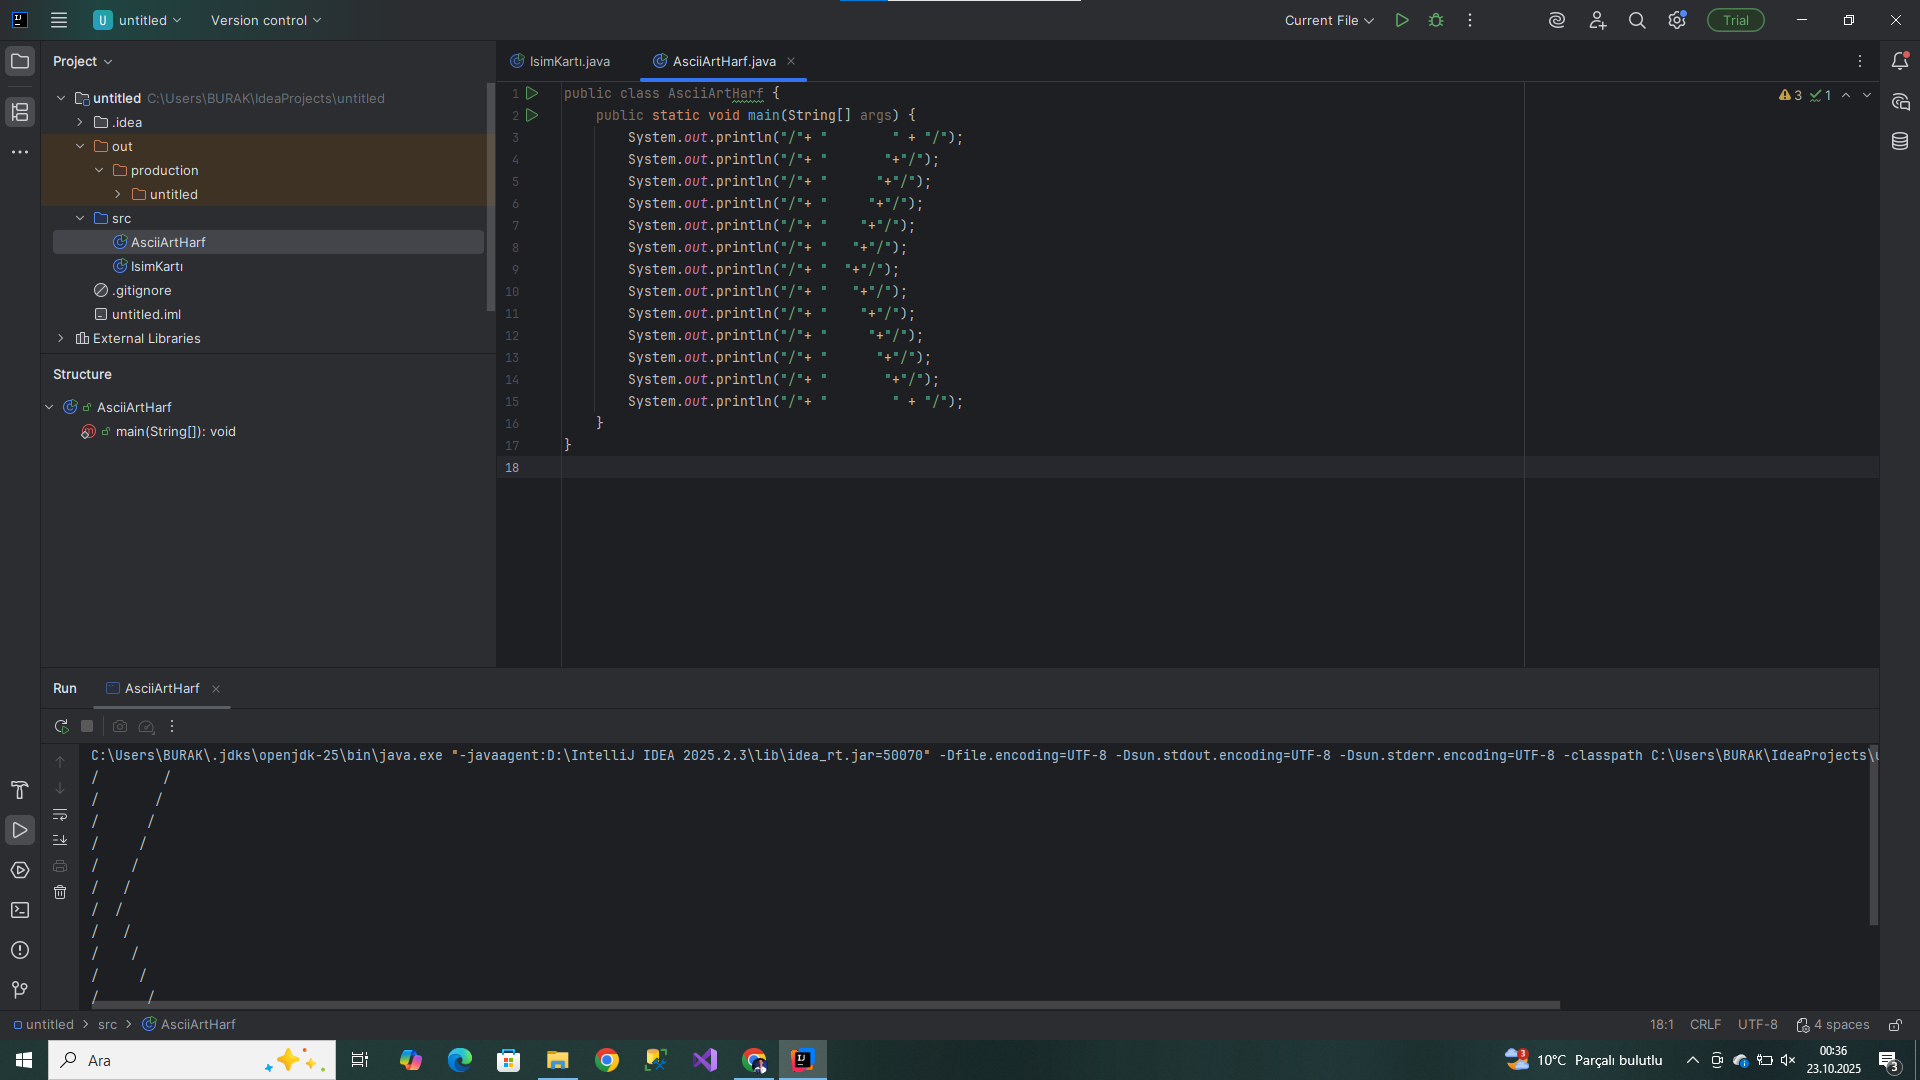 U untitled Version control Current File Trial
Project
untitled C:\Users\BURAK\IdeaProjects\untitled
.idea
out
production
untitled
src
AsciiArtHarf
IsimKartı
.gitignore
untitled.iml
External Libraries
Structure
AsciiArtHarf
main(String[]): void
IsimKartı.java AsciiArtHarf.java
3 1
1 public class AsciiArtHarf {
2     public static void main(String[] args) {
3         System.out.println("/"+ "        " + "/");
4         System.out.println("/"+ "       "+"/");
5         System.out.println("/"+ "      "+"/");
6         System.out.println("/"+ "     "+"/");
7         System.out.println("/"+ "    "+"/");
8         System.out.println("/"+ "   "+"/");
9         System.out.println("/"+ "  "+"/");
10         System.out.println("/"+ "   "+"/");
11         System.out.println("/"+ "    "+"/");
12         System.out.println("/"+ "     "+"/");
13         System.out.println("/"+ "      "+"/");
14         System.out.println("/"+ "       "+"/");
15         System.out.println("/"+ "        " + "/");
16     }
17 }
18
Run AsciiArtHarf
C:\Users\BURAK\.jdks\openjdk-25\bin\java.exe "-javaagent:D:\IntelliJ IDEA 2025.2.3\lib\idea_rt.jar=50070" -Dfile.encoding=UTF-8 -Dsun.stdout.encoding=UTF-8 -Dsun.stderr.encoding=UTF-8 -classpath C:\Users\BURAK\IdeaProjects\
/        /
/       /
/      /
/     /
/    /
/   /
/  /
/   /
/    /
/     /
/      /
untitled > src > AsciiArtHarf 18:1 CRLF UTF-8 4 spaces
Ara 3 10°C Parçalı bulutlu 00:36
23.10.2025 3